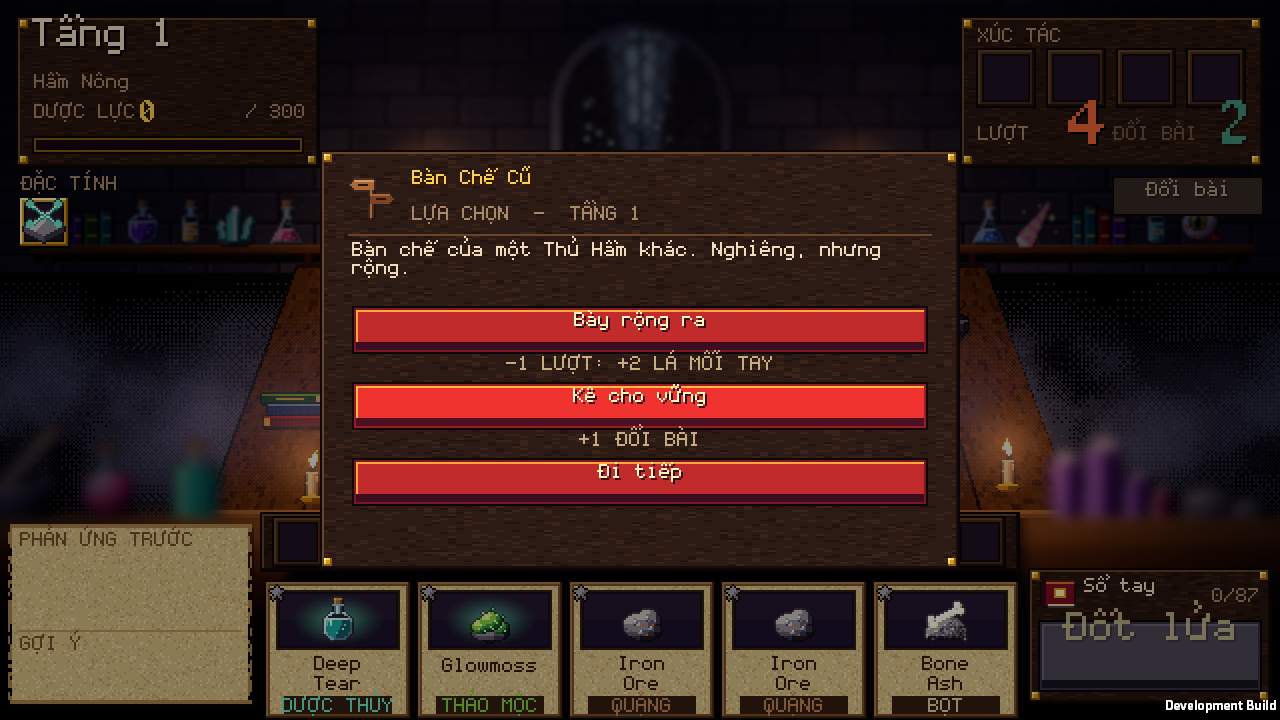 Tầng 1
Hầm Nông
DƯỢC LỰC 0 / 300
ĐẶC TÍNH
XÚC TÁC
LƯỢT 4 ĐỔI BÀI 2
Đổi bài
Bàn Chế Cũ
LỰA CHỌN – TẦNG 1
Bàn chế của một Thủ Hầm khác. Nghiêng, nhưng
rộng.
Bày rộng ra
-1 LƯỢT: +2 LÁ MỖI TAY
Kê cho vững
+1 ĐỔI BÀI
Đi tiếp
PHẢN ỨNG TRƯỚC
GỢI Ý
Deep
Tear
DƯỢC THỦY
Glowmoss
THẢO MỘC
Iron
Ore
QUẶNG
Iron
Ore
QUẶNG
Bone
Ash
BỘT
Sổ tay
0/87
Đốt lửa
Development Build